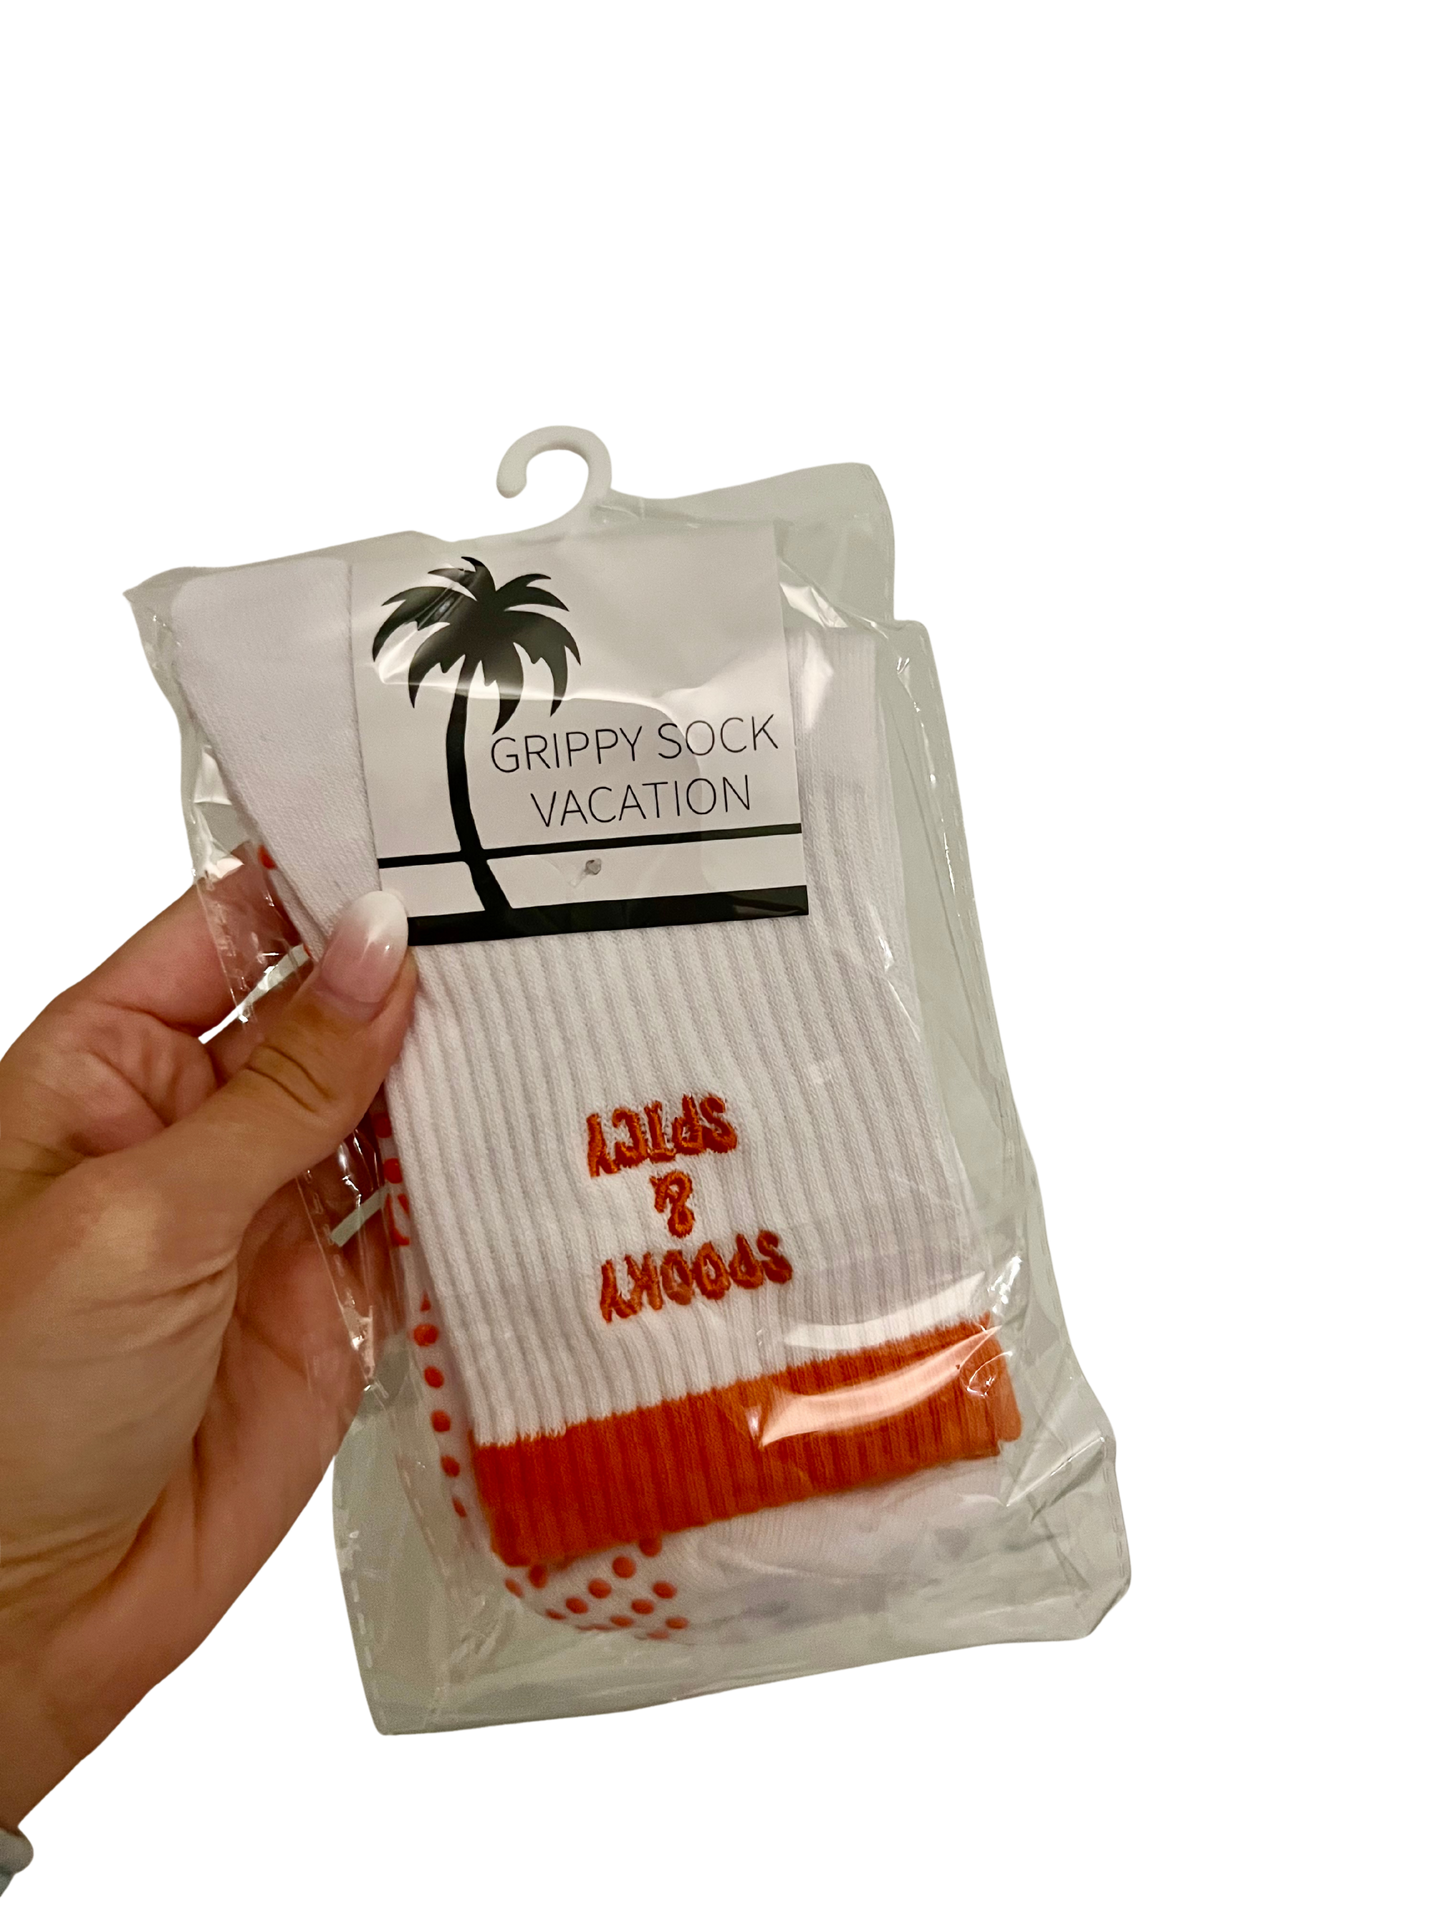 GRIPPY SOCK
VACATION
SPOOKY
&
SPICY